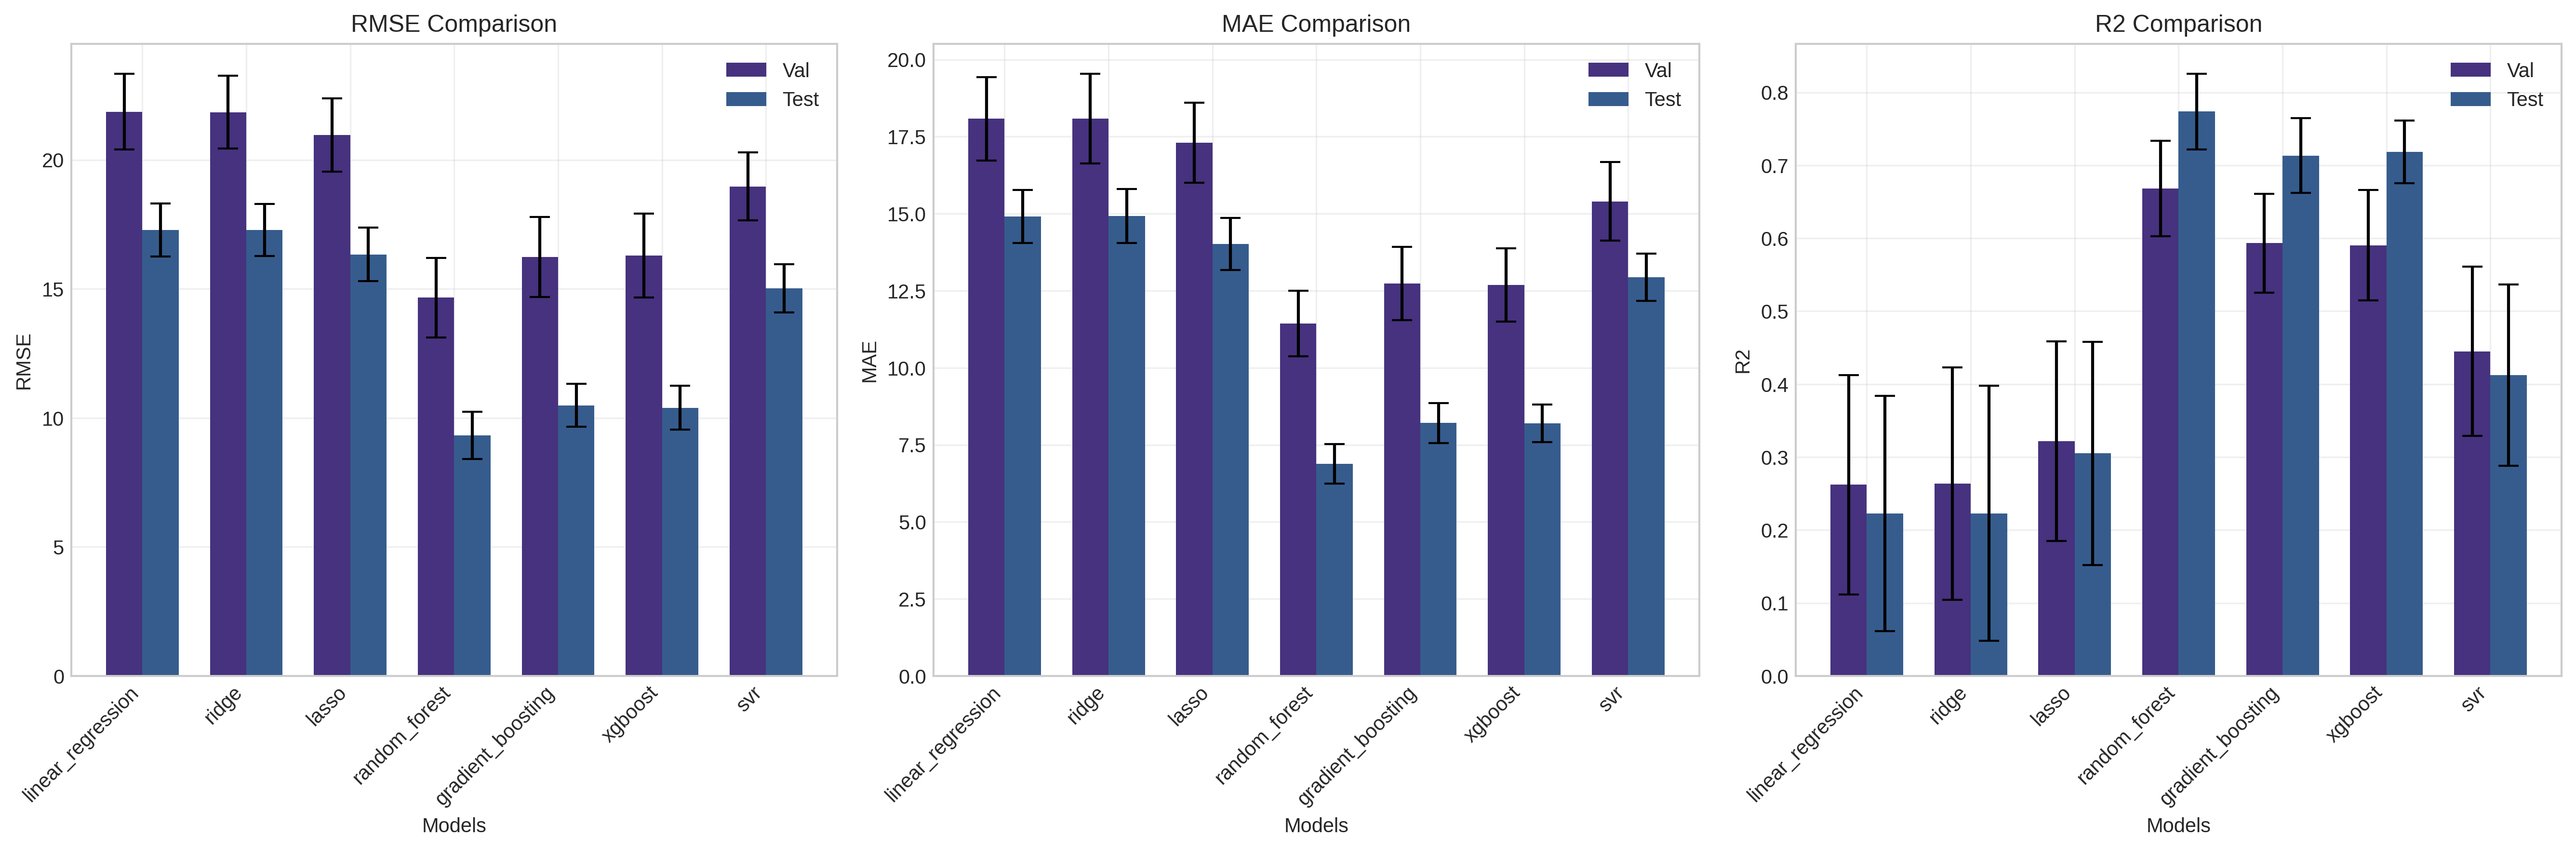 RMSE Comparison
Val
Test
RMSE
20
15
10
5
0
linear_regression
ridge
lasso
random_forest
gradient_boosting
xgboost
svr
Models
MAE Comparison
Val
Test
MAE
20.0
17.5
15.0
12.5
10.0
7.5
5.0
2.5
0.0
linear_regression
ridge
lasso
random_forest
gradient_boosting
xgboost
svr
Models
R2 Comparison
Val
Test
R2
0.8
0.7
0.6
0.5
0.4
0.3
0.2
0.1
0.0
linear_regression
ridge
lasso
random_forest
gradient_boosting
xgboost
svr
Models